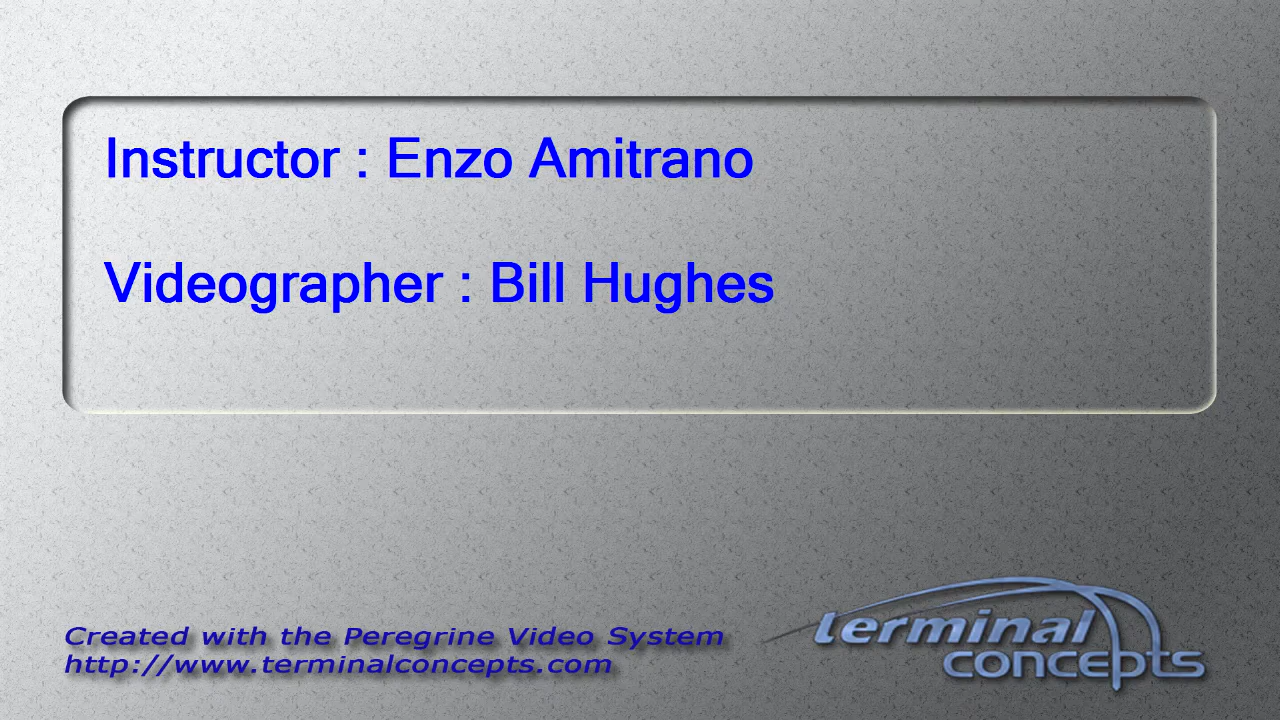 Instructor : Enzo Amitrano
Videographer : Bill Hughes
Created with the Peregrine Video System
http://www.terminalconcepts.com
terminal
concepts